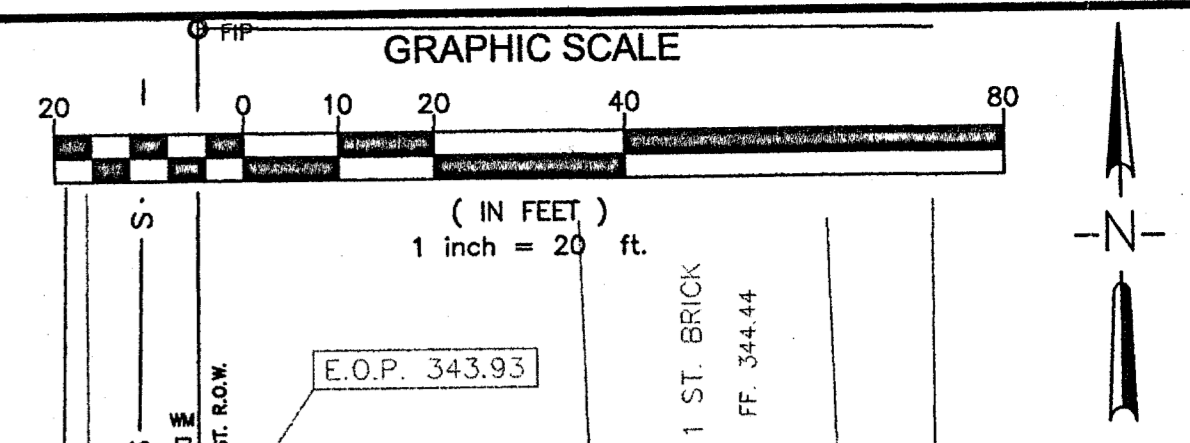 FIP
GRAPHIC SCALE
20 0 10 20 40 80
( IN FEET )
1 inch = 20 ft.
S
-N-
1 ST. BRICK
FF. 344.44
E.O.P. 343.93
WM
ST. R.O.W.